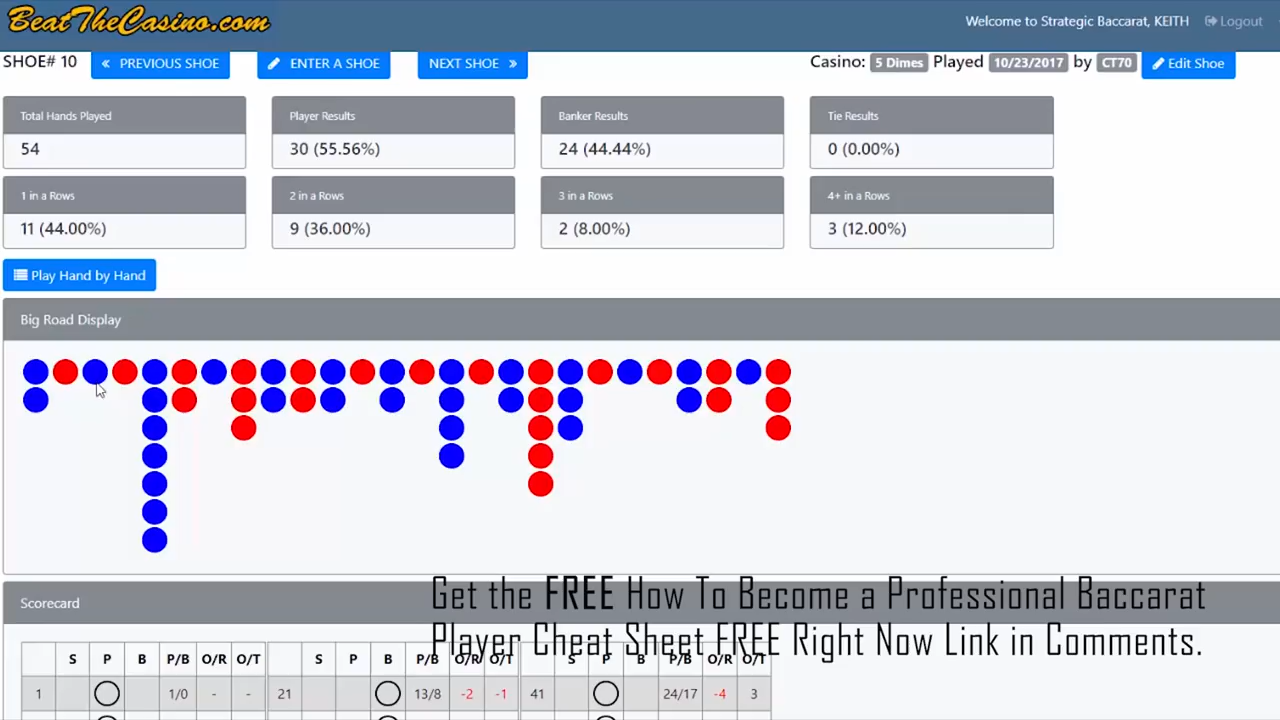 BeatTheCasino.com
Welcome to Strategic Baccarat, KEITH Logout
SHOE# 10 « PREVIOUS SHOE ENTER A SHOE NEXT SHOE » Casino: 5 Dimes Played 10/23/2017 by CT70 Edit Shoe
Total Hands Played Player Results Banker Results Tie Results
54 30 (55.56%) 24 (44.44%) 0 (0.00%)
1 in a Rows 2 in a Rows 3 in a Rows 4+ in a Rows
11 (44.00%) 9 (36.00%) 2 (8.00%) 3 (12.00%)
Play Hand by Hand
Big Road Display
Get the FREE How To Become a Professional Baccarat
Player Cheat Sheet FREE Right Now Link in Comments.
Scorecard
S P B P/B O/R O/T S P B P/B O/R O/T S P B P/B O/R O/T
1 1/0 - - 21 13/8 -2 -1 41 24/17 -4 3